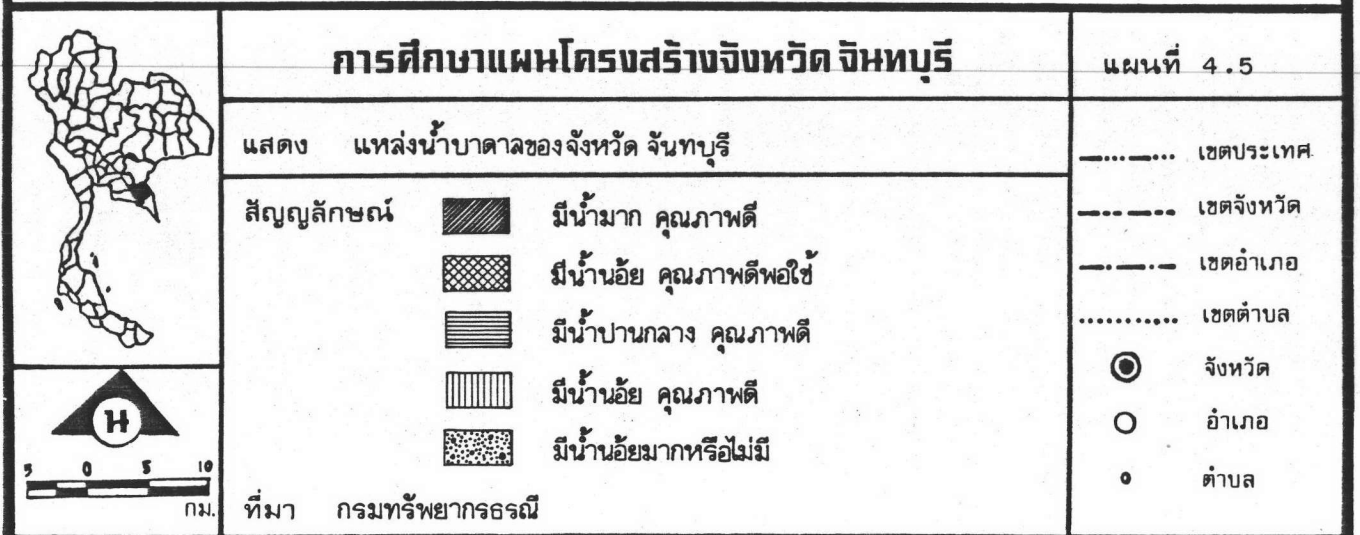 การศึกษาแผนโครงสร้างจังหวัด จันทบุรี
แผนที่ 4.5
แสดง แหล่งน้ำบาดาลของจังหวัด จันทบุรี
สัญญลักษณ์
มีน้ำมาก คุณภาพดี
มีน้ำนอ้ย คุณภาพดีพอใช้
มีน้ำปานกลาง คุณภาพดี
มีน้ำนอ้ย คุณภาพดี
มีน้ำนอ้ยมากหรือไม่มี
ที่มา กรมทรัพยากรธรณี
เขตประเทศ
เขตจังหวัด
เขตอำเภอ
เขตตำบล
จังหวัด
อำเภอ
ตำบล
น
5 0 5 10
กม.